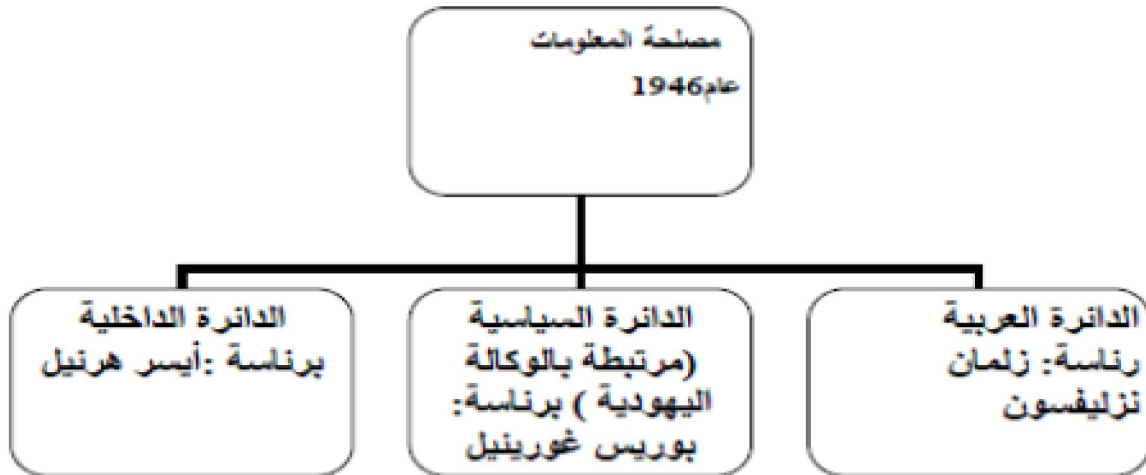 مصلحة المعلومات
عام1946
الدائرة العربية
رئاسة: زلمان
نزليفسون
الدائرة السياسية
(مرتبطة بالوكالة
اليهودية ) برئاسة:
بوريس غورينيل
الدائرة الداخلية
برئاسة :أيسر هرئيل